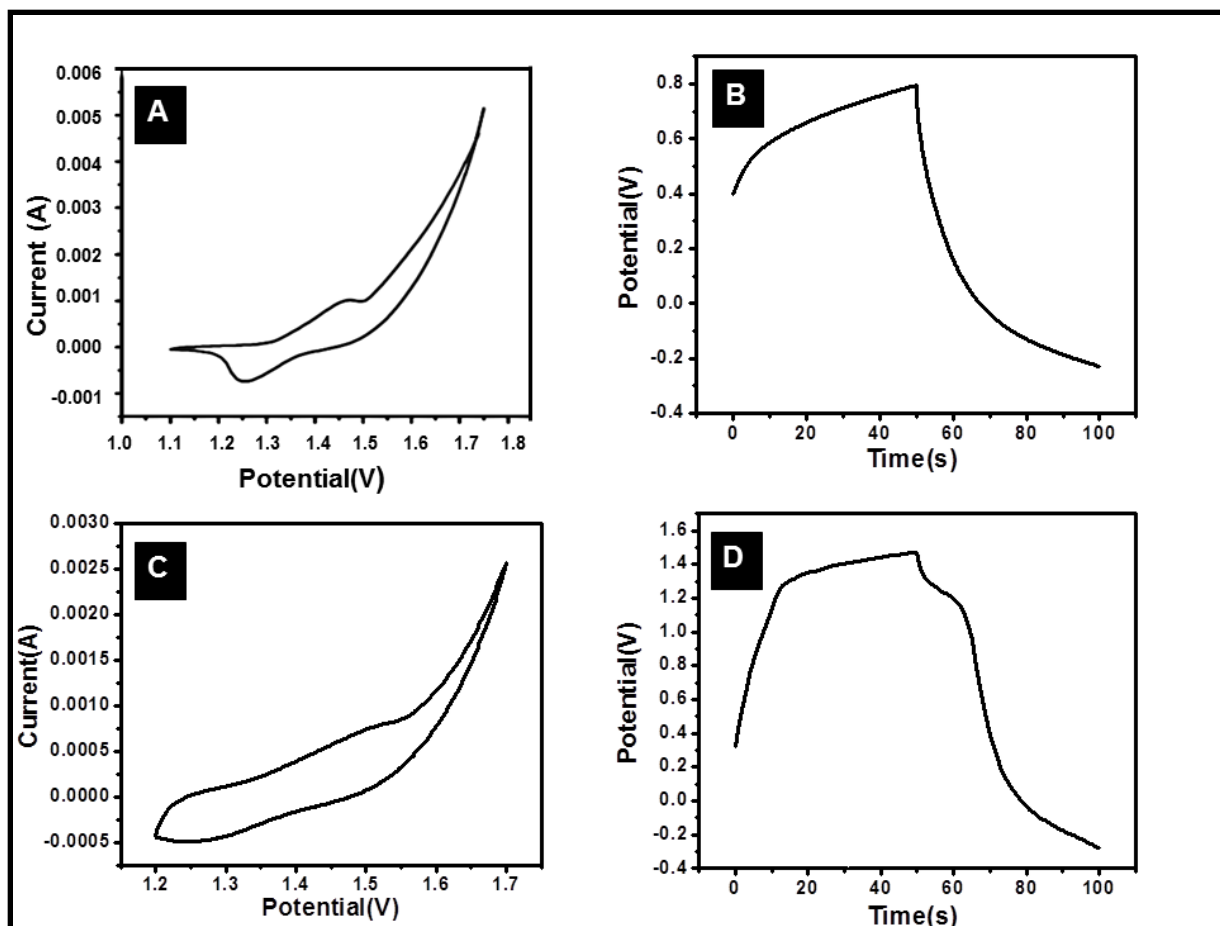 A
0.006
0.005
0.004
0.003
0.002
0.001
0.000
-0.001
Current (A)
1.0 1.1 1.2 1.3 1.4 1.5 1.6 1.7 1.8
Potential(V)
B
0.8
0.6
0.4
0.2
0.0
-0.2
-0.4
Potential(V)
0 20 40 60 80 100
Time(s)
C
0.0030
0.0025
0.0020
0.0015
0.0010
0.0005
0.0000
-0.0005
Current(A)
1.2 1.3 1.4 1.5 1.6 1.7
Potential(V)
D
1.6
1.4
1.2
1.0
0.8
0.6
0.4
0.2
0.0
-0.2
-0.4
Potential(V)
0 20 40 60 80 100
Time(s)